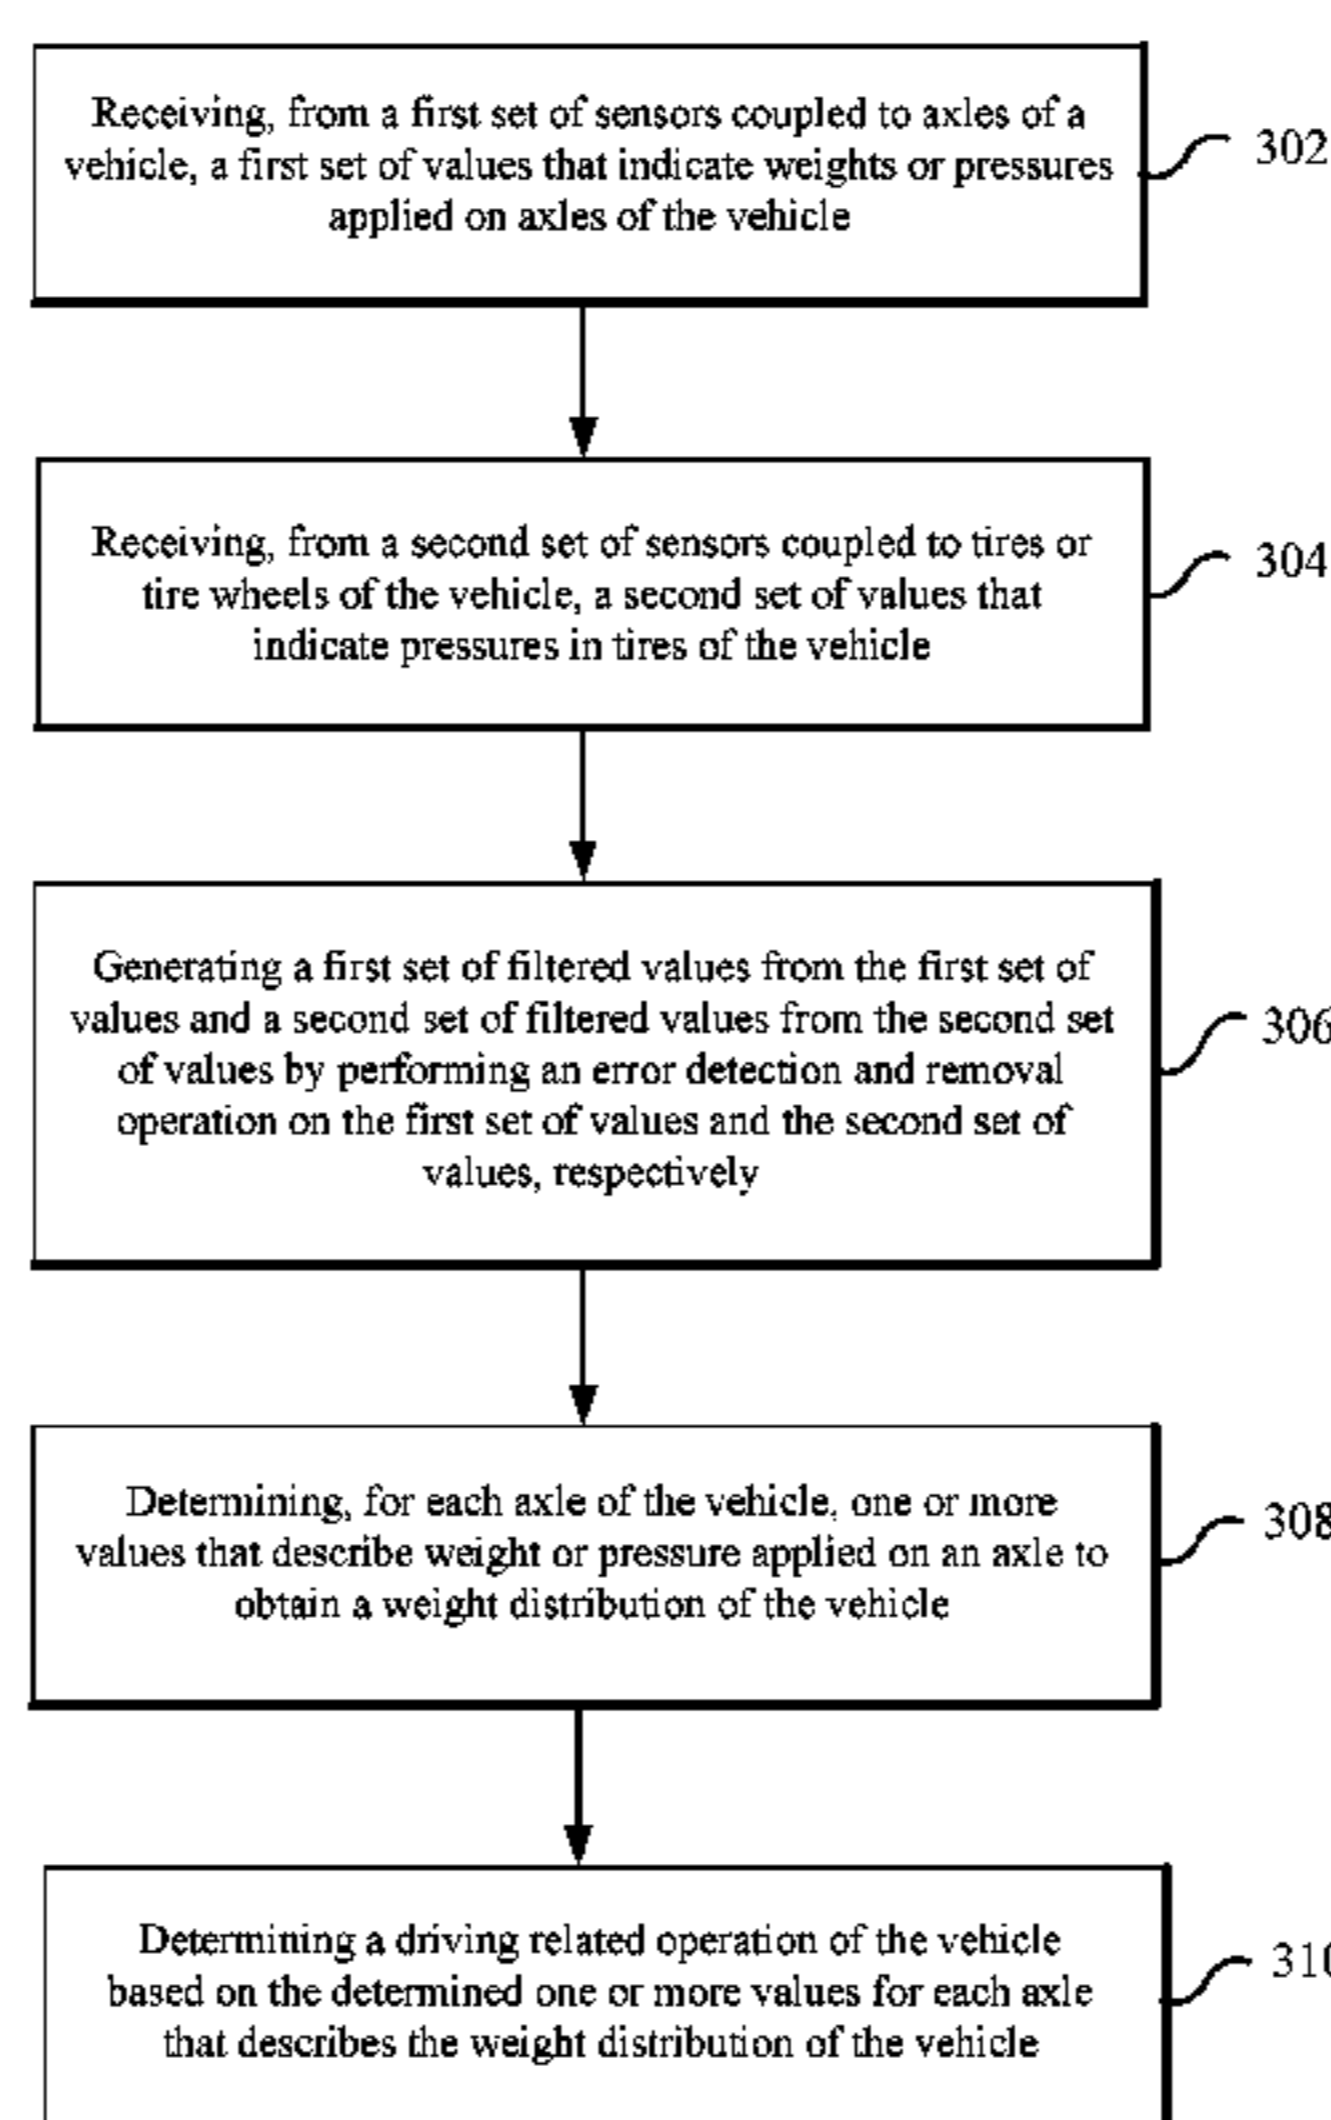 Receiving, from a first set of sensors coupled to axles of a
vehicle, a first set of values that indicate weights or pressures
applied on axles of the vehicle
302
Receiving, from a second set of sensors coupled to tires or
tire wheels of the vehicle, a second set of values that
indicate pressures in tires of the vehicle
304
Generating a first set of filtered values from the first set of
values and a second set of filtered values from the second set
of values by performing an error detection and removal
operation on the first set of values and the second set of
values, respectively
306
Determining, for each axle of the vehicle, one or more
values that describe weight or pressure applied on an axle to
obtain a weight distribution of the vehicle
308
Determining a driving related operation of the vehicle
based on the determined one or more values for each axle
that describes the weight distribution of the vehicle
310